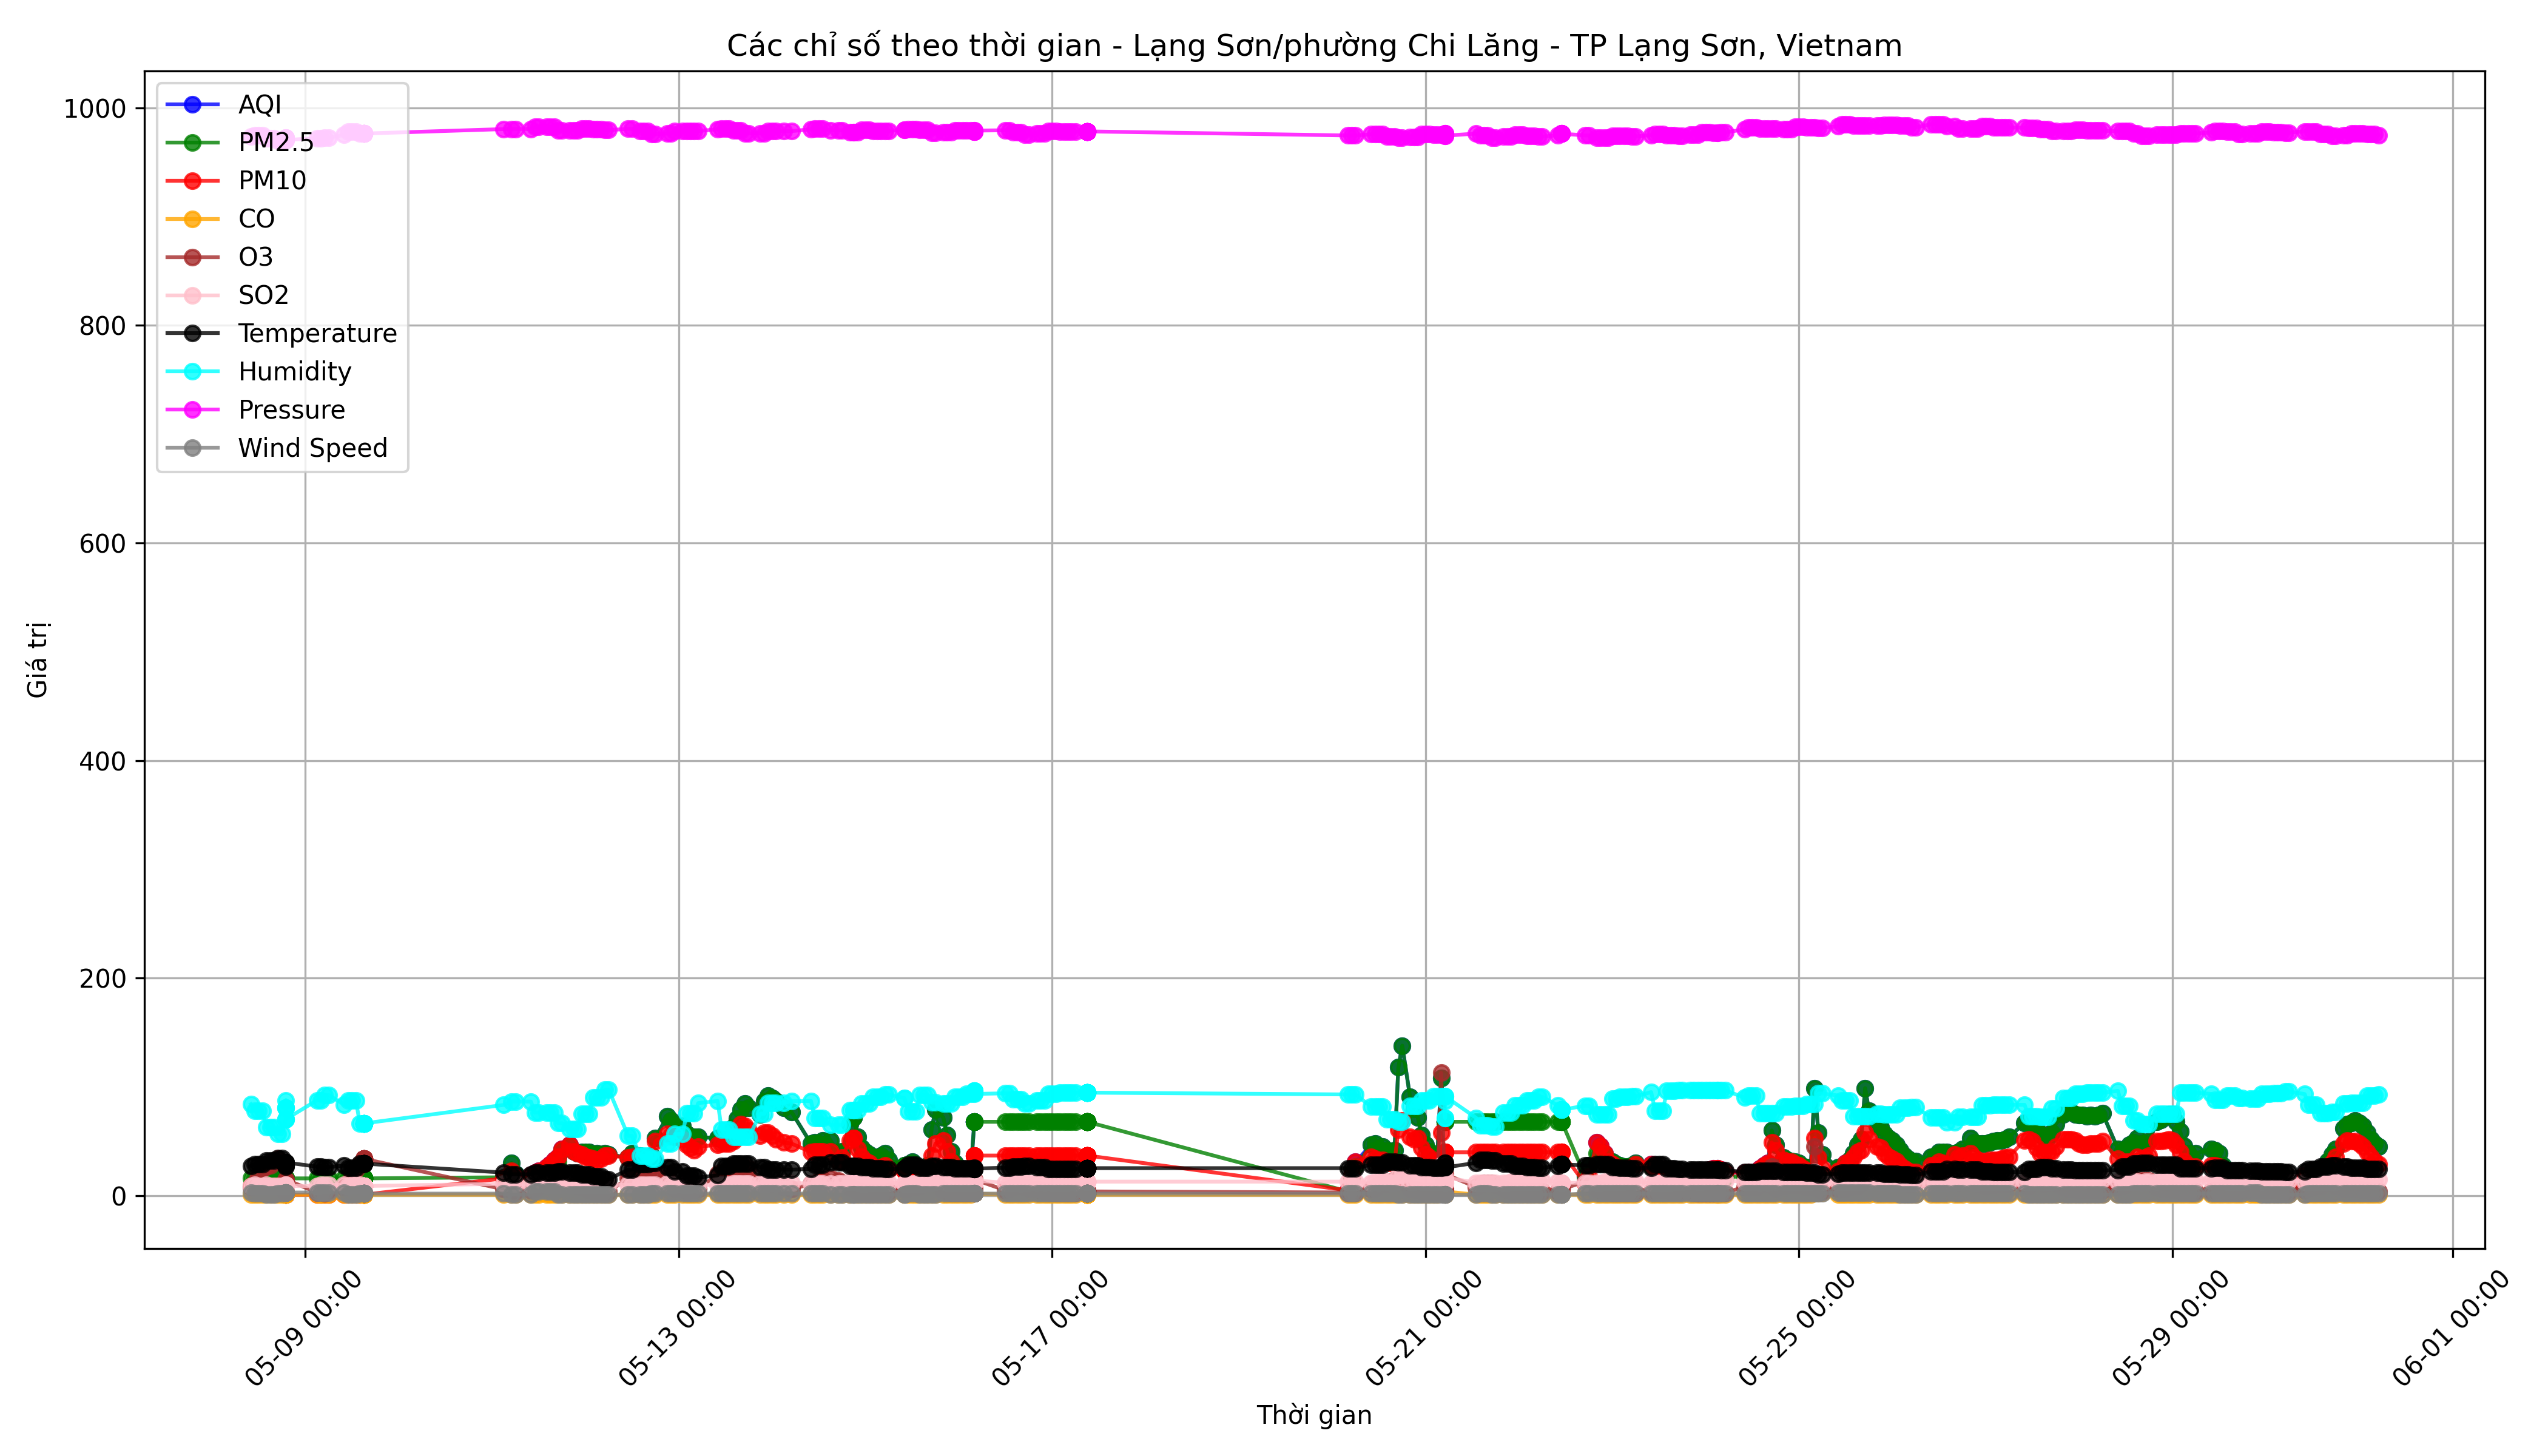 Các chỉ số theo thời gian - Lạng Sơn/phường Chi Lăng - TP Lạng Sơn, Vietnam
1000
800
600
400
200
0
Giá trị
AQI
PM2.5
PM10
CO
O3
SO2
Temperature
Humidity
Pressure
Wind Speed
05-09 00:00
05-13 00:00
05-17 00:00
05-21 00:00
05-25 00:00
05-29 00:00
06-01 00:00
Thời gian